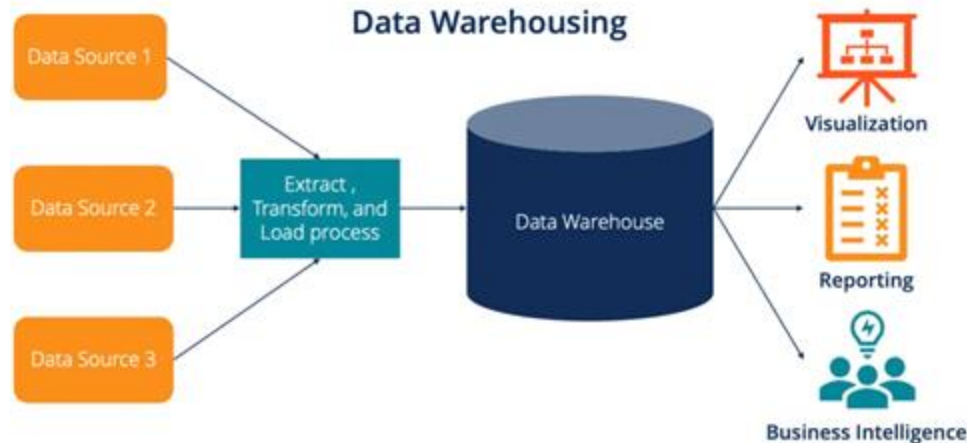 Data Warehousing
Data Source 1
Data Source 2
Data Source 3
Extract ,
Transform, and
Load process
Data Warehouse
Visualization
Reporting
Business Intelligence